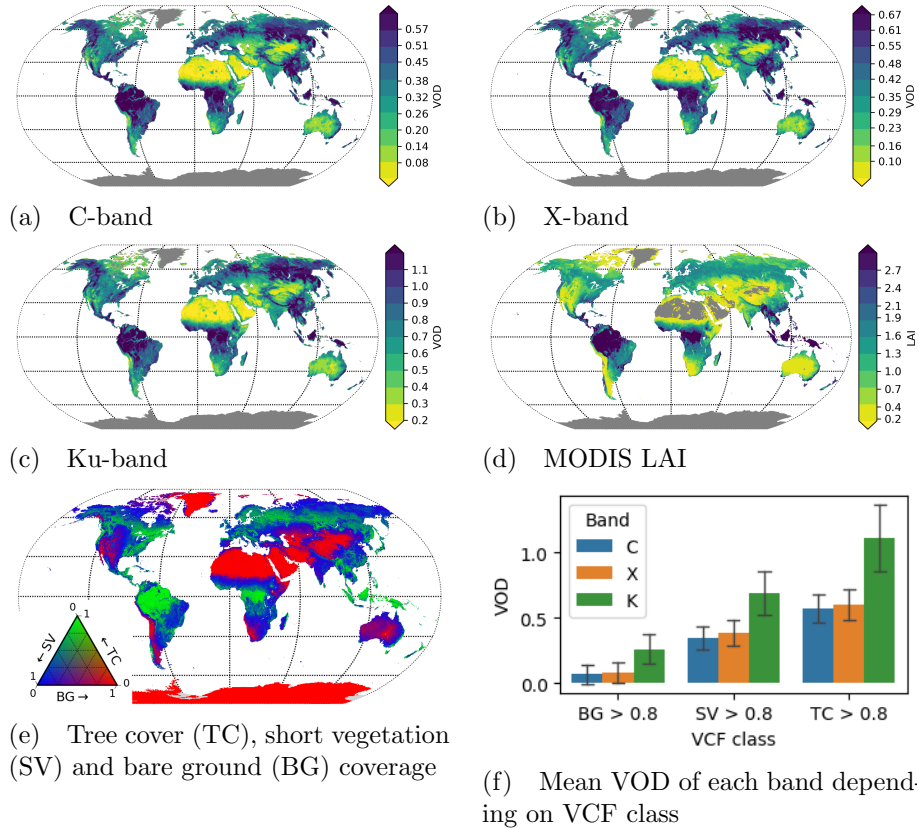 0.57
0.51
0.45
0.38
0.32
0.26
0.20
0.14
0.08
VOD
(a) C-band
0.67
0.61
0.55
0.48
0.42
0.35
0.29
0.23
0.16
0.10
VOD
(b) X-band
1.1
1.0
0.9
0.8
0.7
0.6
0.5
0.4
0.3
0.2
VOD
(c) Ku-band
2.7
2.4
2.1
1.9
1.6
1.3
1.0
0.7
0.4
0.2
LAI
(d) MODIS LAI
0
1
← SV
← TC
1
0
0
BG →
1
(e) Tree cover (TC), short vegetation
(SV) and bare ground (BG) coverage
Band
C
X
K
VOD
1.0
0.5
0.0
BG > 0.8
SV > 0.8
TC > 0.8
VCF class
(f) Mean VOD of each band depend-
ing on VCF class